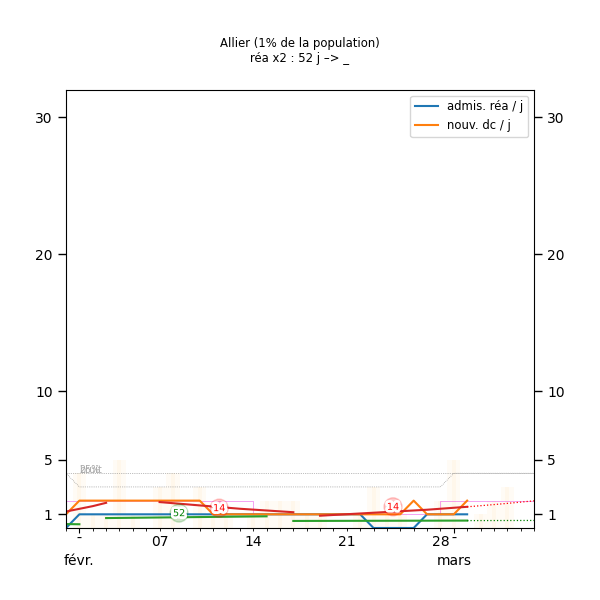 Allier (1% de la population)
réa x2 : 52 j –> _
admis. réa / j
nouv. dc / j
30
30
20
20
10
10
5
5
1
1
14
52
14
- 07 14 21 28 -
févr. mars